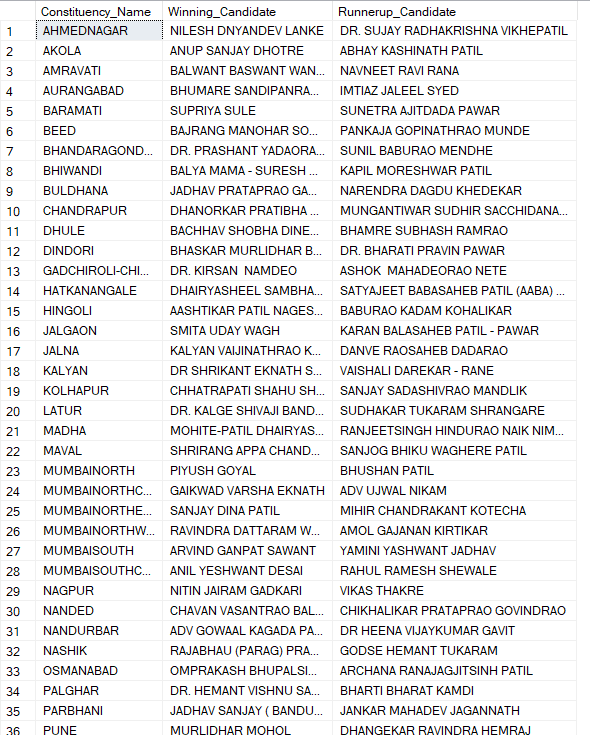 Constituency_Name Winning_Candidate Runnerup_Candidate
1 AHMEDNAGAR NILESH DNYANDEV LANKE DR. SUJAY RADHAKRISHNA VIKHEPATIL
2 AKOLA ANUP SANJAY DHOTRE ABHAY KASHINATH PATIL
3 AMRAVATI BALWANT BASWANT WAN... NAVNEET RAVI RANA
4 AURANGABAD BHUMARE SANDIPANRA... IMTIAZ JALEEL SYED
5 BARAMATI SUPRIYA SULE SUNETRA AJITDADA PAWAR
6 BEED BAJRANG MANOHAR SO... PANKAJA GOPINATHRAO MUNDE
7 BHANDARAGOND... DR. PRASHANT YADAORA... SUNIL BABURAO MENDHE
8 BHIWANDI BALYA MAMA - SURESH ... KAPIL MORESHWAR PATIL
9 BULDHANA JADHAV PRATAPRAO GA... NARENDRA DAGDU KHEDEKAR
10 CHANDRAPUR DHANORKAR PRATIBHA ... MUNGANTIWAR SUDHIR SACCHIDANA...
11 DHULE BACHHAV SHOBHA DINE... BHAMRE SUBHASH RAMRAO
12 DINDORI BHASKAR MURLIDHAR B... DR. BHARATI PRAVIN PAWAR
13 GADCHIROLI-CHI... DR. KIRSAN  NAMDEO ASHOK  MAHADEORAO NETE
14 HATKANANGALE DHAIRYASHEEL SAMBHA... SATYAJEET BABASAHEB PATIL (AABA) ...
15 HINGOLI AASHTIKAR PATIL NAGES... BABURAO KADAM KOHALIKAR
16 JALGAON SMITA UDAY WAGH KARAN BALASAHEB PATIL - PAWAR
17 JALNA KALYAN VAIJINATHRAO K... DANVE RAOSAHEB DADARAO
18 KALYAN DR SHRIKANT EKNATH S... VAISHALI DAREKAR - RANE
19 KOLHAPUR CHHATRAPATI SHAHU SH... SANJAY SADASHIVRAO MANDLIK
20 LATUR DR. KALGE SHIVAJI BAND... SUDHAKAR TUKARAM SHRANGARE
21 MADHA MOHITE-PATIL DHAIRYAS... RANJEETSINGH HINDURAO NAIK NIM...
22 MAVAL SHRIRANG APPA CHAND... SANJOG BHIKU WAGHERE PATIL
23 MUMBAINORTH PIYUSH GOYAL BHUSHAN PATIL
24 MUMBAINORTHC... GAIKWAD VARSHA EKNATH ADV UJWAL NIKAM
25 MUMBAINORTHE... SANJAY DINA PATIL MIHIR CHANDRAKANT KOTECHA
26 MUMBAINORTHW... RAVINDRA DATTARAM W... AMOL GAJANAN KIRTIKAR
27 MUMBAISOUTH ARVIND GANPAT SAWANT YAMINI YASHWANT JADHAV
28 MUMBAISOUTHC... ANIL YESHWANT DESAI RAHUL RAMESH SHEWALE
29 NAGPUR NITIN JAIRAM GADKARI VIKAS THAKRE
30 NANDED CHAVAN VASANTRAO BAL... CHIKHALIKAR PRATAPRAO GOVINDRAO
31 NANDURBAR ADV GOWAAL KAGADA PA... DR HEENA VIJAYKUMAR GAVIT
32 NASHIK RAJABHAU (PARAG) PRA... GODSE HEMANT TUKARAM
33 OSMANABAD OMPRAKASH BHUPALSI... ARCHANA RANAJAGJITSINH PATIL
34 PALGHAR DR. HEMANT VISHNU SA... BHARTI BHARAT KAMDI
35 PARBHANI JADHAV SANJAY ( BANDU... JANKAR MAHADEV JAGANNATH
36 PUNE MURLIDHAR MOHOL DHANGEKAR RAVINDRA HEMRAJ